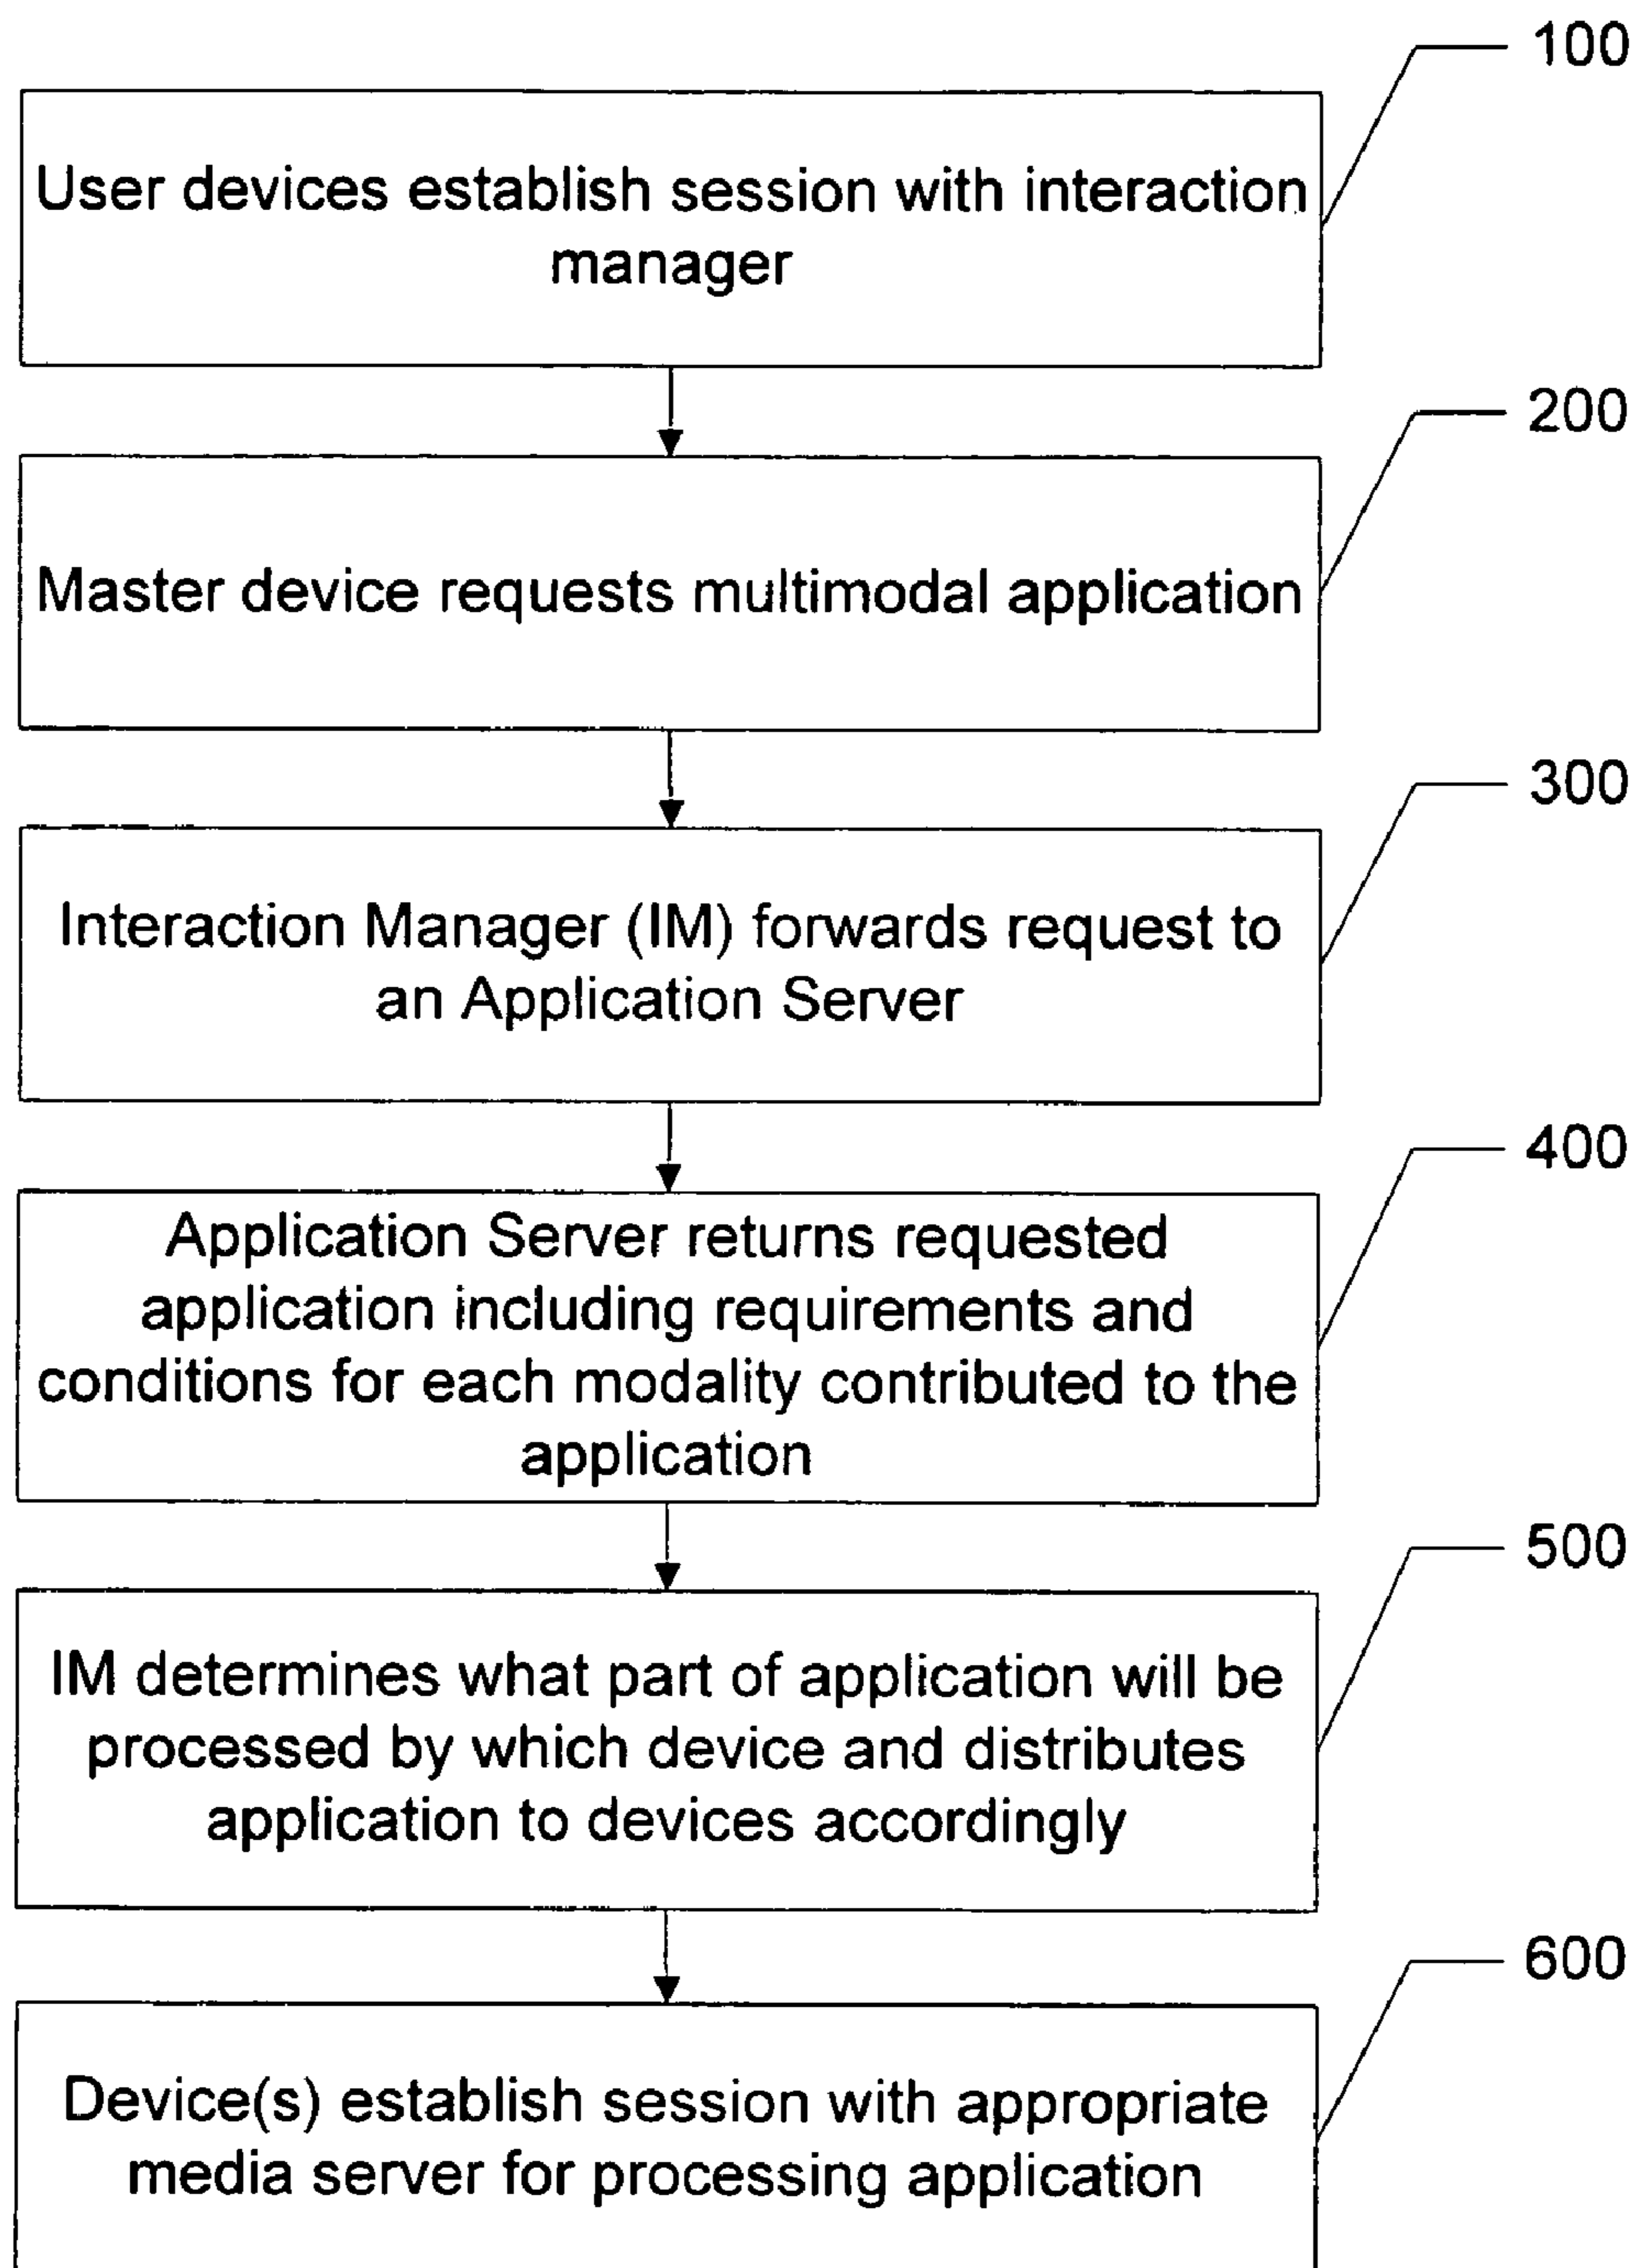 100
User devices establish session with interaction
manager
200
Master device requests multimodal application
300
Interaction Manager (IM) forwards request to
an Application Server
400
Application Server returns requested
application including requirements and
conditions for each modality contributed to the
application
500
IM determines what part of application will be
processed by which device and distributes
application to devices accordingly
600
Device(s) establish session with appropriate
media server for processing application